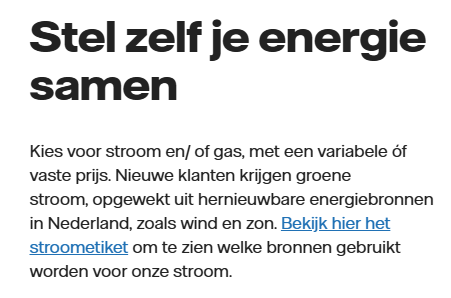 Stel zelf je energie
samen
Kies voor stroom en/ of gas, met een variabele óf
vaste prijs. Nieuwe klanten krijgen groene
stroom, opgewekt uit hernieuwbare energiebronnen
in Nederland, zoals wind en zon. Bekijk hier het
stroometiket om te zien welke bronnen gebruikt
worden voor onze stroom.